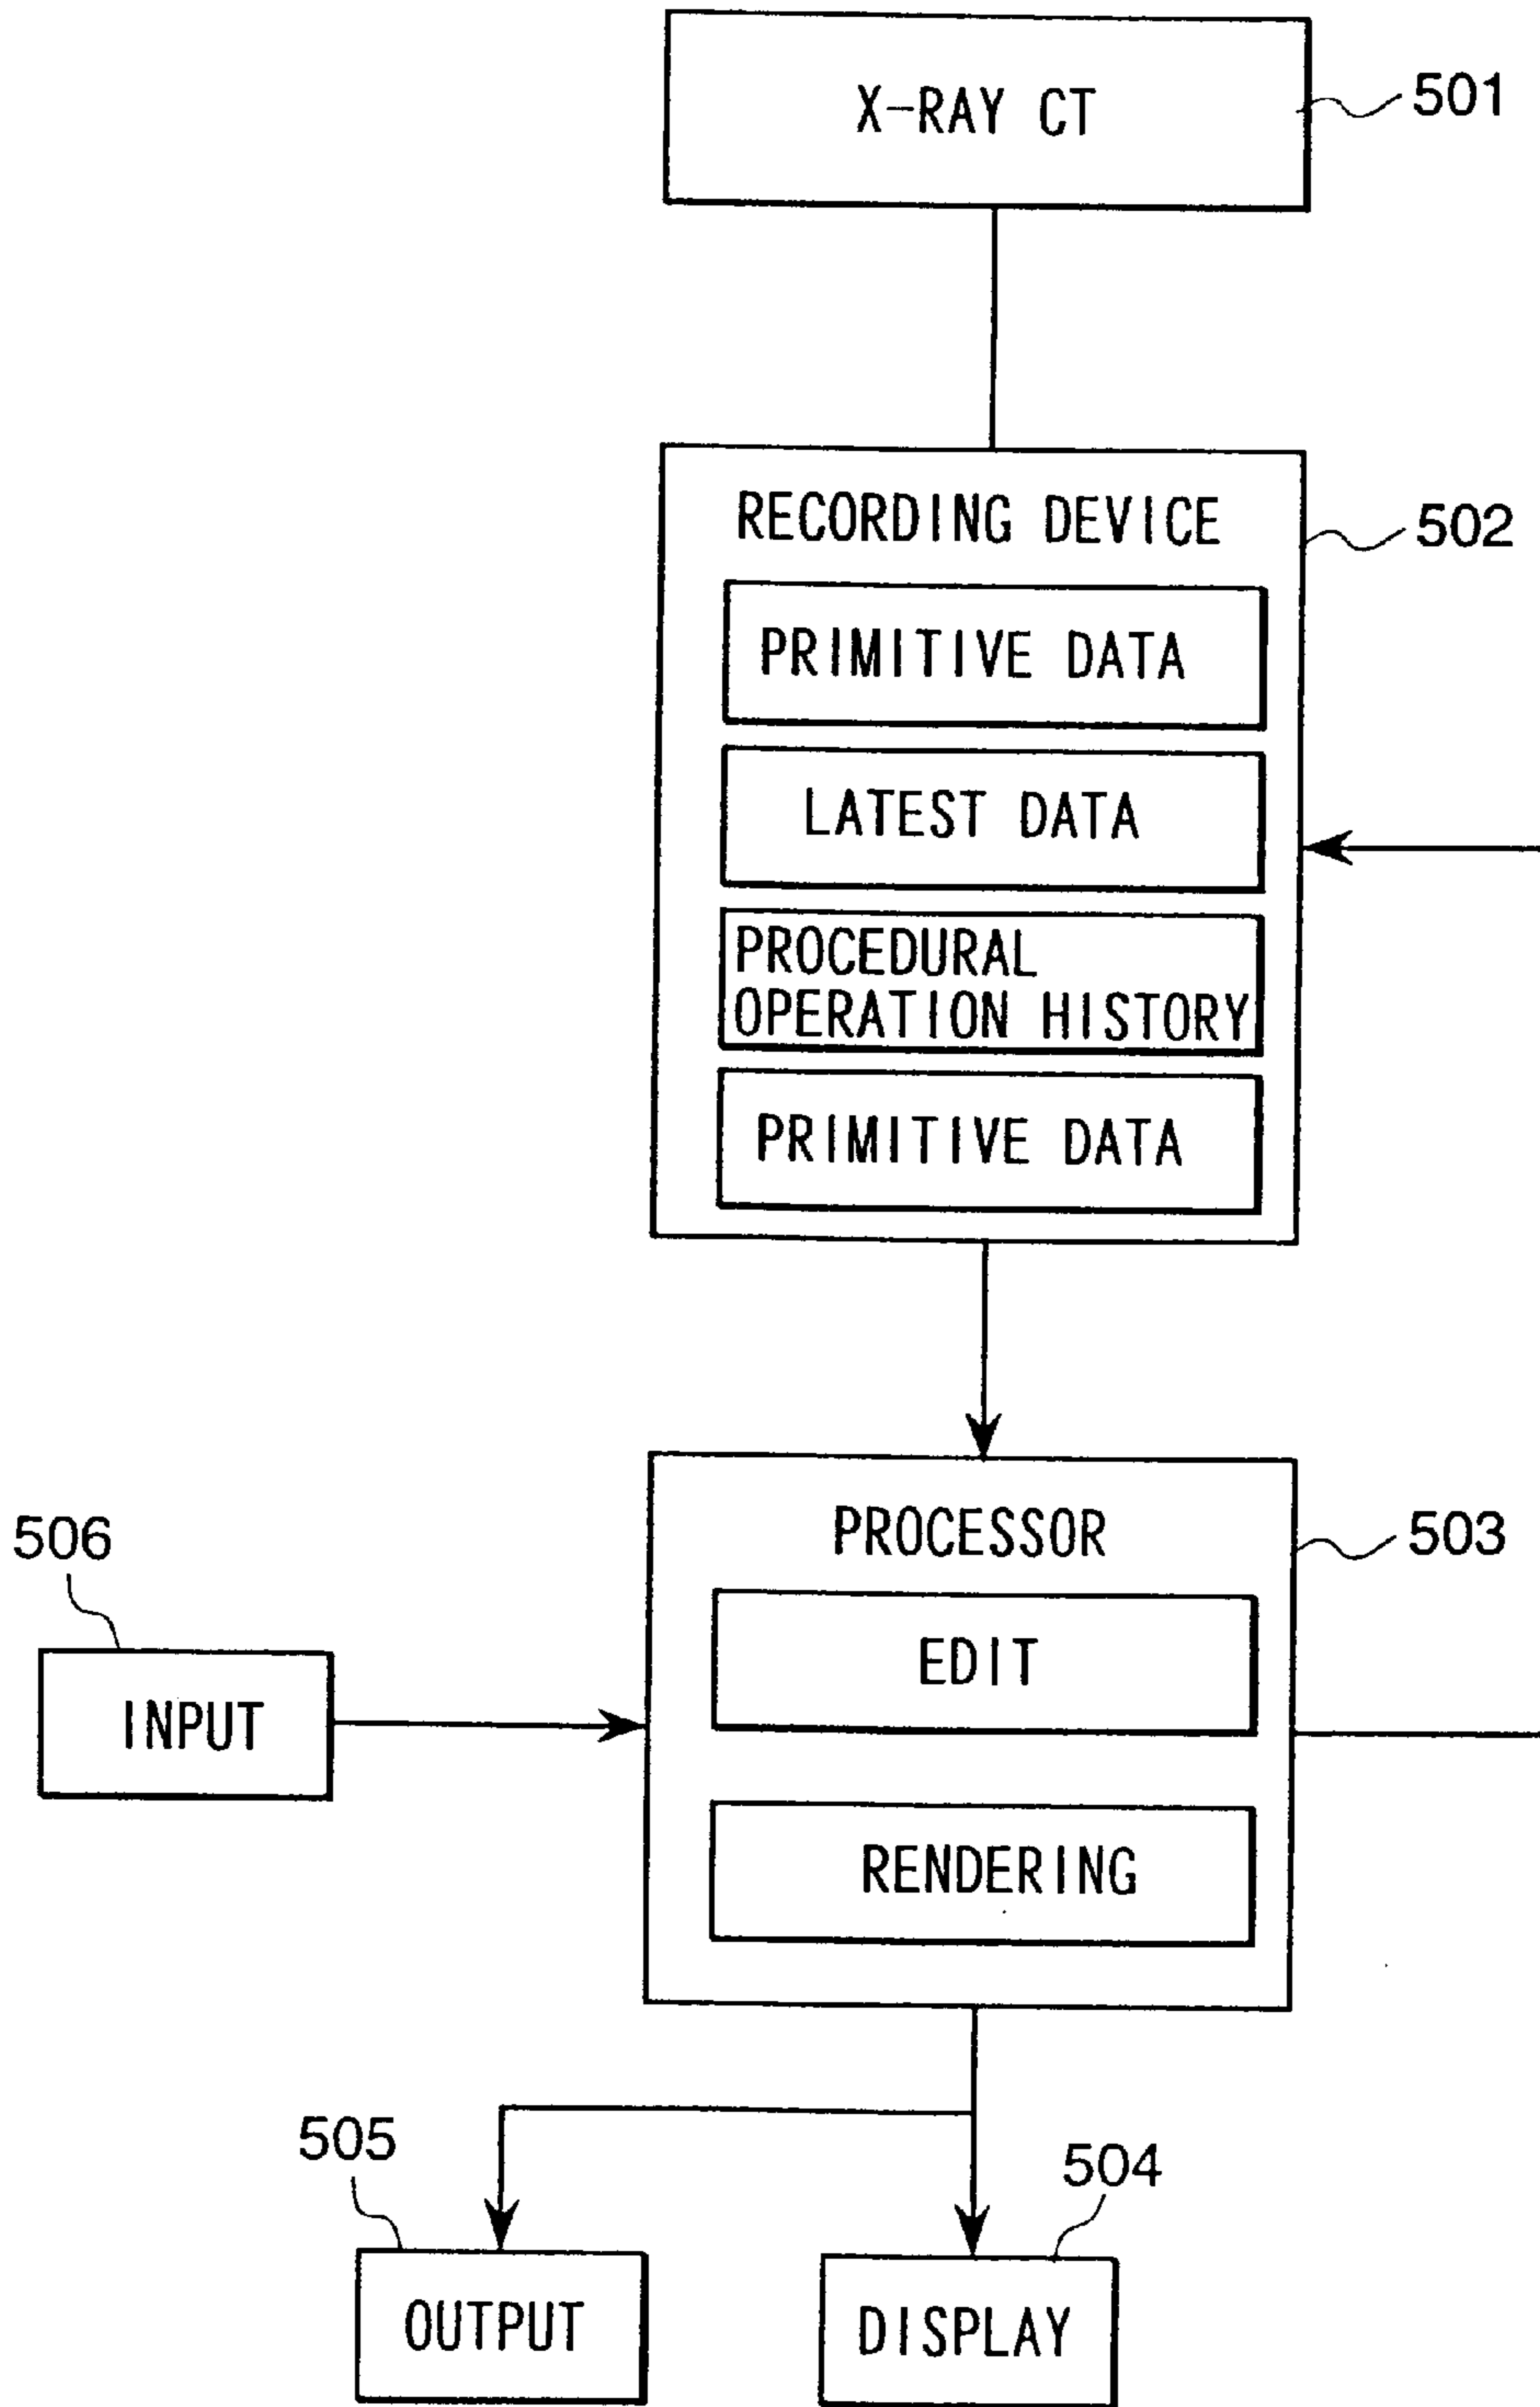 X-RAY CT
501
RECORDING DEVICE
502
PRIMITIVE DATA
LATEST DATA
PROCEDURAL
OPERATION HISTORY
PRIMITIVE DATA
PROCESSOR
503
506
EDIT
INPUT
RENDERING
505
504
OUTPUT
DISPLAY